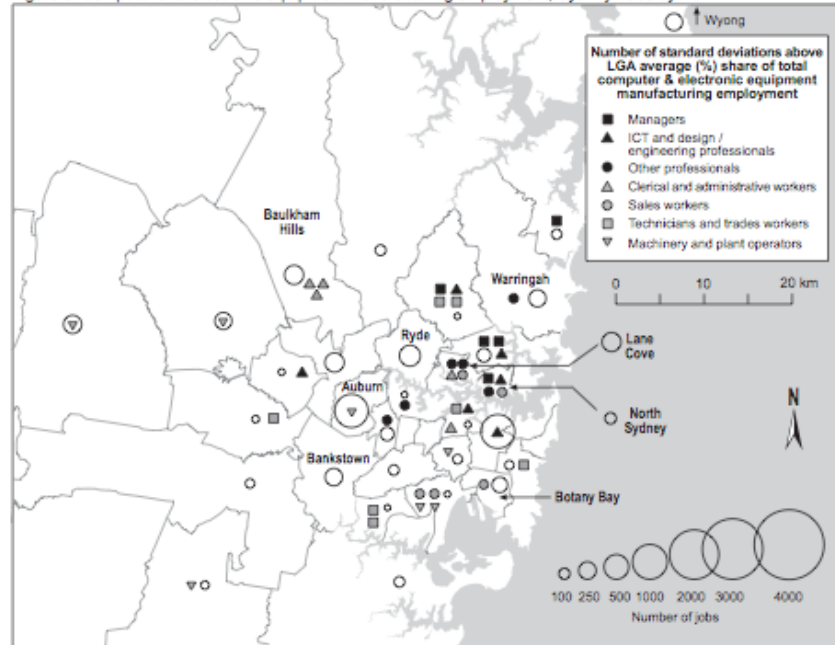 Wyong
Number of standard deviations above
LGA average (%) share of total
computer & electronic equipment
manufacturing employment
Managers
ICT and design /
engineering professionals
Other professionals
Clerical and administrative workers
Sales workers
Technicians and trades workers
Machinery and plant operators
0 10 20 km
Baulkham
Hills
Warringah
Ryde
Lane
Cove
Auburn
North
Sydney
N
Bankstown
Botany Bay
100 250 500 1000 2000 3000 4000
Number of jobs